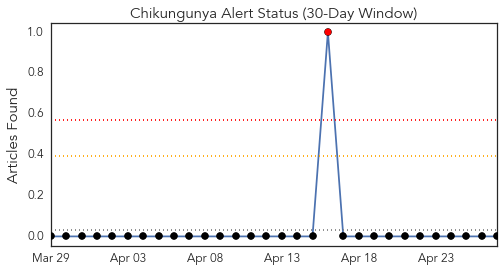 Chikungunya Alert Status (30-Day Window)
1.0
0.8
0.6
0.4
0.2
0.0
Articles Found
Mar 29 Apr 03 Apr 08 Apr 13 Apr 18 Apr 23